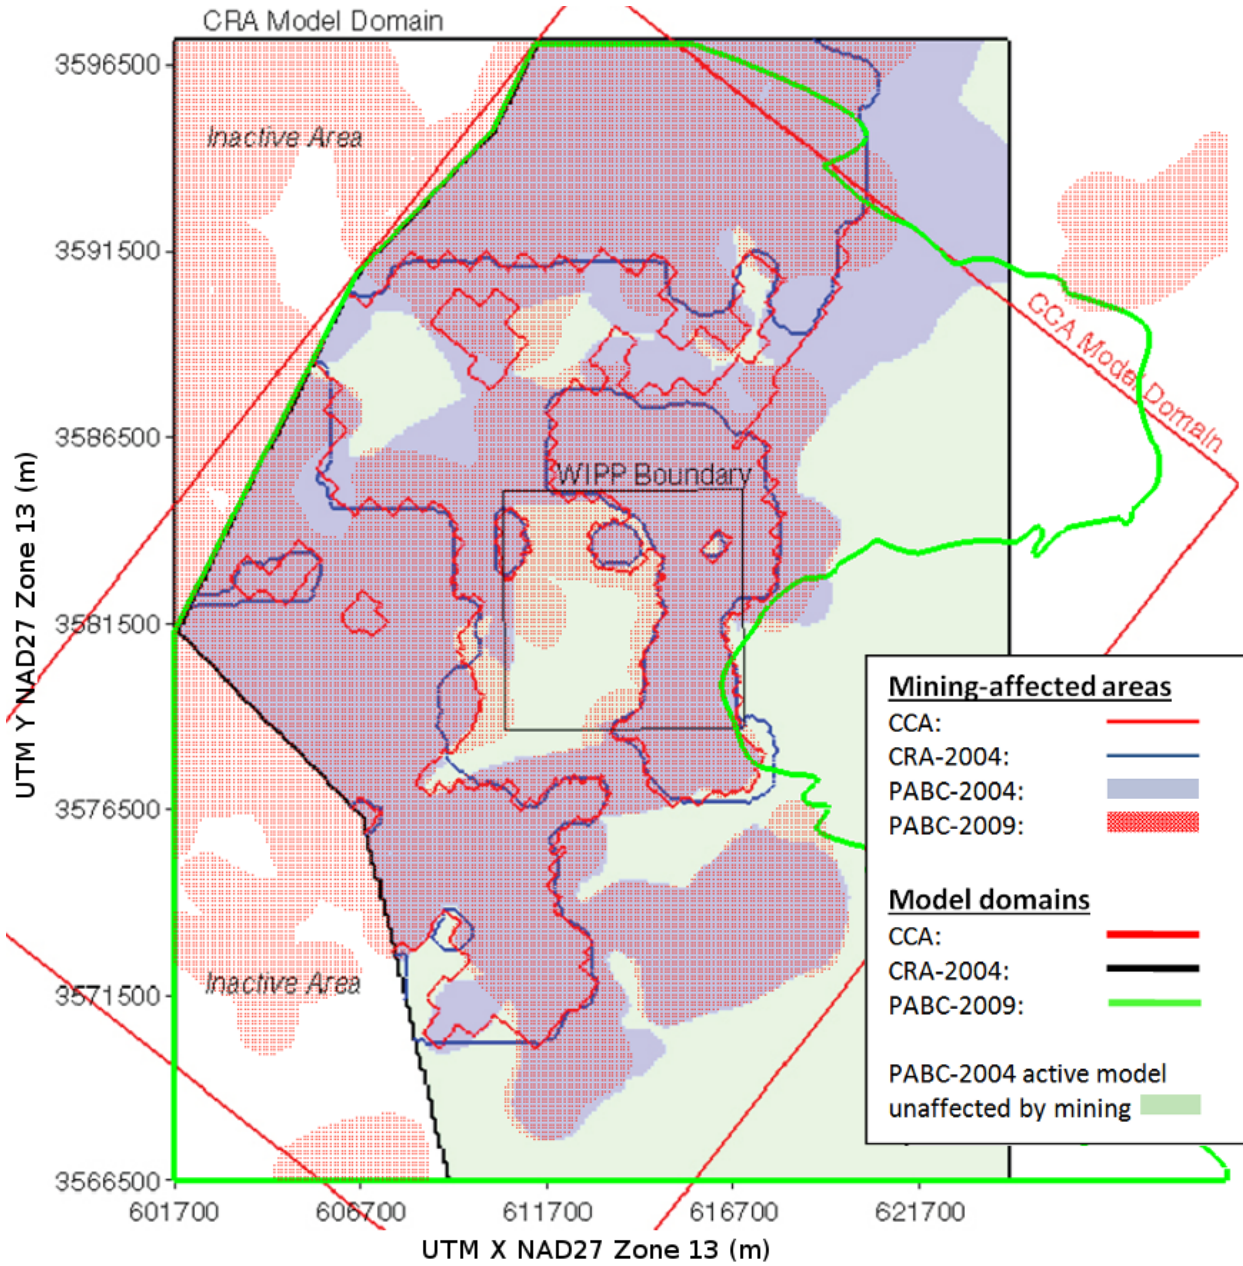 CRA Model Domain
3596500
Inactive Area
3591500
CCA Model Domain
3586500
WIPP Boundary
3581500
3576500
3571500
Inactive Area
3566500
601700
606700
611700
616700
621700
UTM X NAD27 Zone 13 (m)
UTM Y NAD27 Zone 13 (m)
Mining-affected areas
CCA:
CRA-2004:
PABC-2004:
PABC-2009:
Model domains
CCA:
CRA-2004:
PABC-2009:
PABC-2004 active model
unaffected by mining